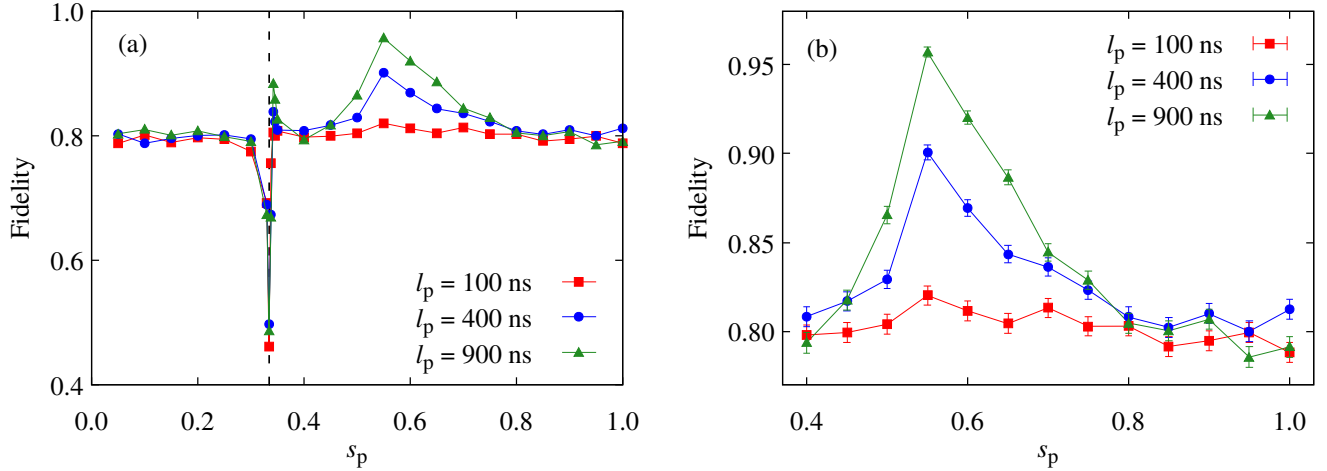 (a)
Fidelity
1.0
0.8
0.6
0.4
l_p = 100 ns
l_p = 400 ns
l_p = 900 ns
0.0 0.2 0.4 0.6 0.8 1.0
s_p
(b)
Fidelity
0.95
0.90
0.85
0.80
l_p = 100 ns
l_p = 400 ns
l_p = 900 ns
0.4 0.6 0.8 1.0
s_p